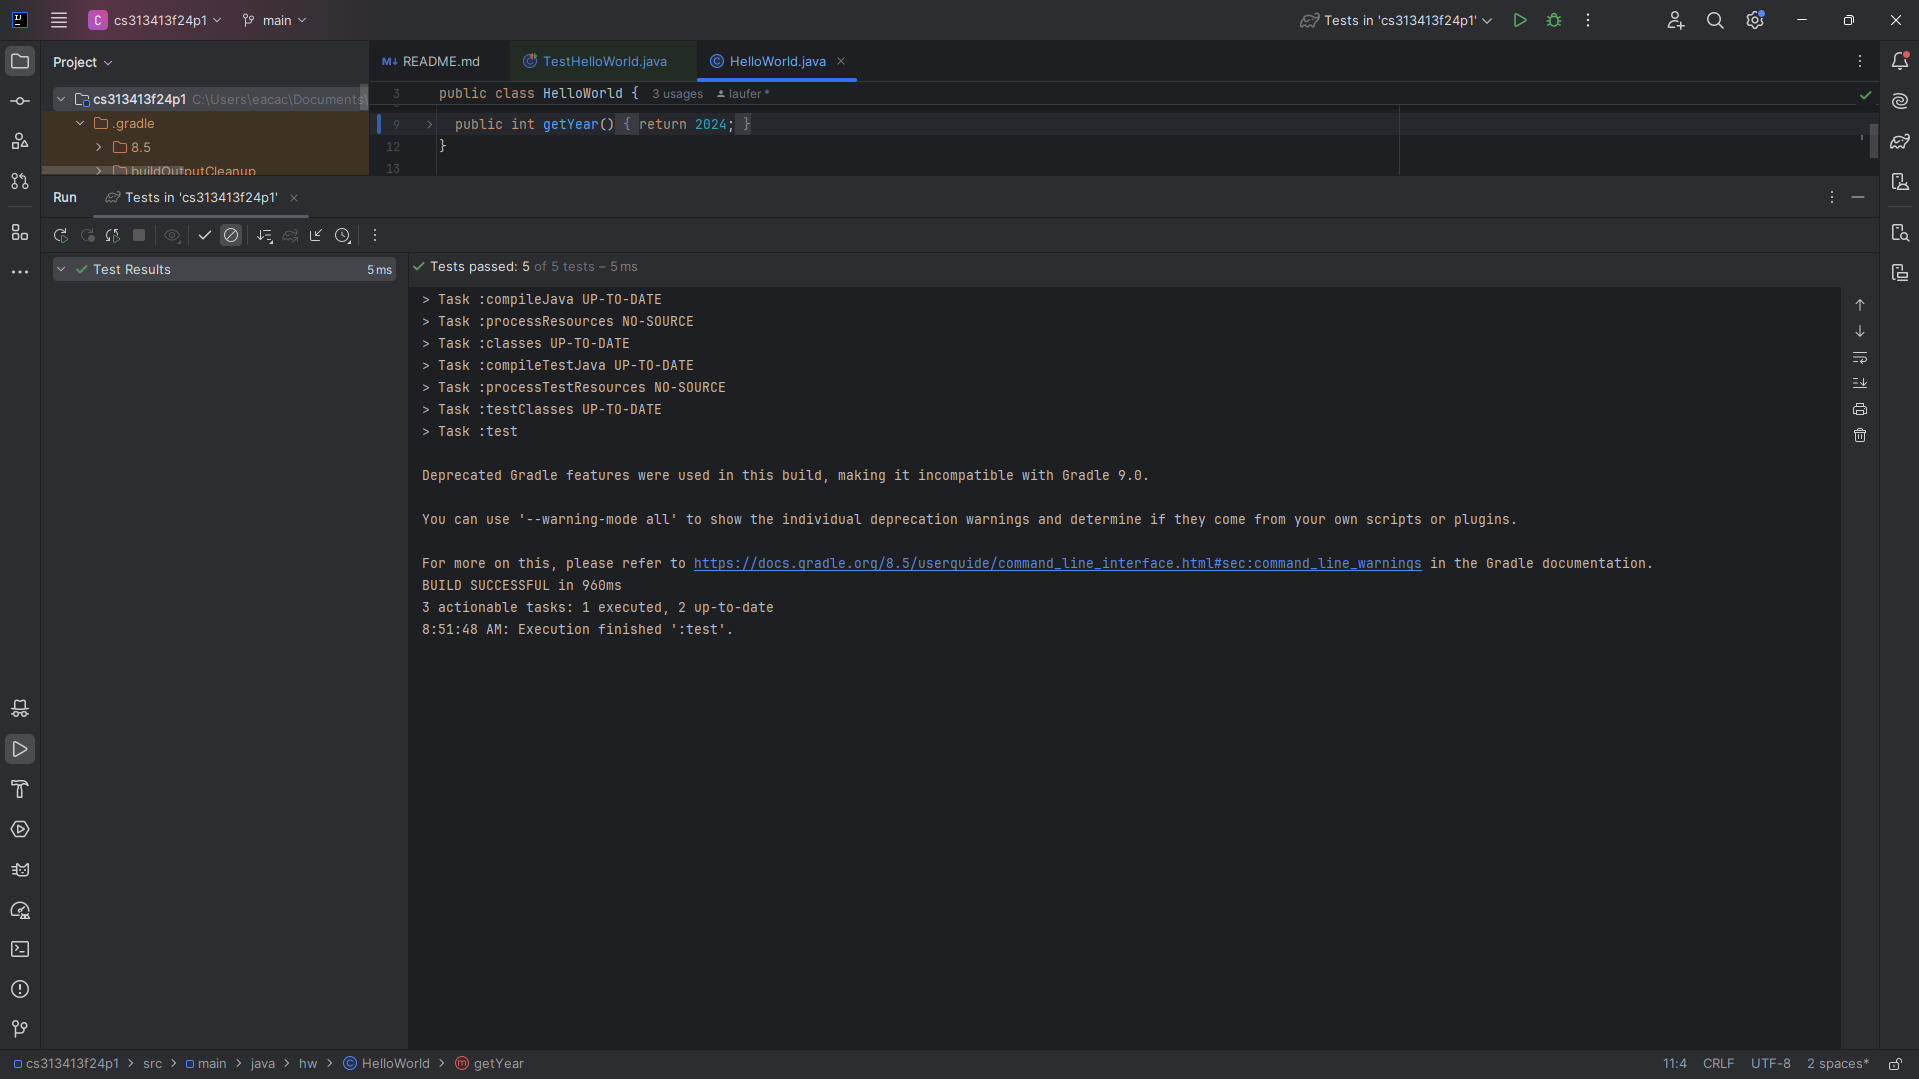 C cs313413f24p1 main Tests in 'cs313413f24p1'
Project
cs313413f24p1 C:\Users\eacac\Documents\
.gradle
8.5
buildOutputCleanup
README.md TestHelloWorld.java HelloWorld.java
3 public class HelloWorld { 3 usages laufer *
9 public int getYear() { return 2024; }
12 }
13
Run Tests in 'cs313413f24p1'
Test Results 5 ms
Tests passed: 5 of 5 tests – 5 ms
> Task :compileJava UP-TO-DATE
> Task :processResources NO-SOURCE
> Task :classes UP-TO-DATE
> Task :compileTestJava UP-TO-DATE
> Task :processTestResources NO-SOURCE
> Task :testClasses UP-TO-DATE
> Task :test
Deprecated Gradle features were used in this build, making it incompatible with Gradle 9.0.
You can use '--warning-mode all' to show the individual deprecation warnings and determine if they come from your own scripts or plugins.
For more on this, please refer to https://docs.gradle.org/8.5/userguide/command_line_interface.html#sec:command_line_warnings in the Gradle documentation.
BUILD SUCCESSFUL in 960ms
3 actionable tasks: 1 executed, 2 up-to-date
8:51:48 AM: Execution finished ':test'.
cs313413f24p1 > src > main > java > hw > HelloWorld > getYear 11:4 CRLF UTF-8 2 spaces*